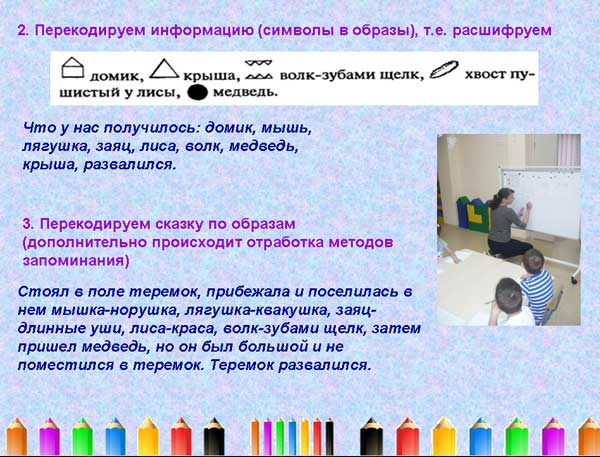 2. Перекодируем информацию (символы в образы), т.е. расшифруем
домик, крыша, волк-зубами щелк, хвост пу-
шистый у лисы, медведь.
Что у нас получилось: домик, мышь,
лягушка, заяц, лиса, волк, медведь,
крыша, развалился.
3. Перекодируем сказку по образам
(дополнительно происходит отработка методов
запоминания)
Стоял в поле теремок, прибежала и поселилась в
нем мышка-норушка, лягушка-квакушка, заяц-
длинные уши, лиса-краса, волк-зубами щелк, затем
пришел медведь, но он был большой и не
поместился в теремок. Теремок развалился.